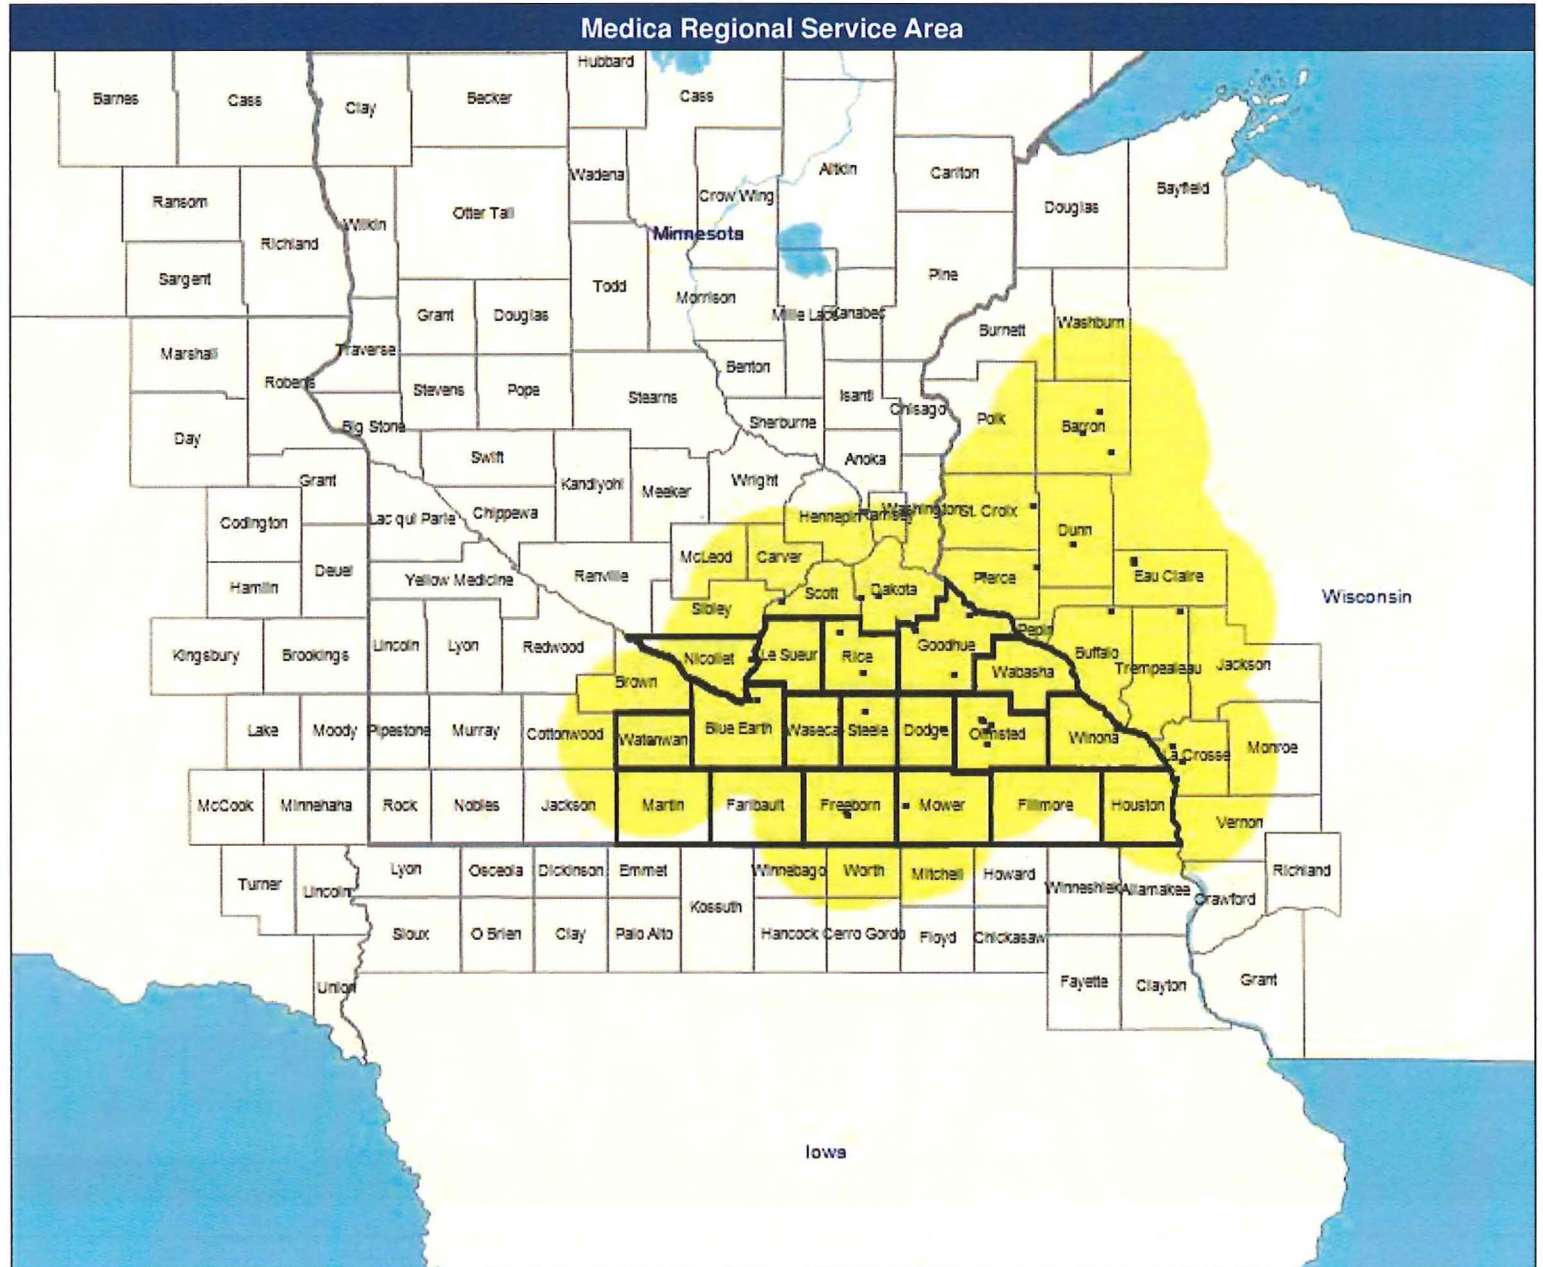 Medica Regional Service Area
Hubbard
Barnes
Cass
Clay
Becker
Cass
Wadena
Crow Wing
Aitkin
Carlton
Bayfield
Ransom
Wilkin
Otter Tail
Douglas
Minnesota
Richland
Sargent
Todd
Pine
Morrison
Grant
Douglas
Mille Lacs
Kanabec
Burnett
Washburn
Marshall
Traverse
Roberts
Stevens
Pope
Benton
Stearns
Isanti
Chisago
Polk
Barron
Big Stone
Sherburne
Day
Swift
Anoka
Grant
Kandiyohi
Meeker
Wright
Codington
Lac qui Parle
Chippewa
Hennepin
Ramsey
Washington
St. Croix
Dunn
Deuel
McLeod
Carver
Hamlin
Yellow Medicine
Renville
Pierce
Eau Claire
Scott
Dakota
Wisconsin
Sibley
Pepin
Kingsbury
Brookings
Lincoln
Lyon
Redwood
Nicollet
Le Sueur
Rice
Goodhue
Buffalo
Trempealeau
Jackson
Brown
Wabasha
Lake
Moody
Pipestone
Murray
Cottonwood
Watonwan
Blue Earth
Waseca
Steele
Dodge
Olmsted
Winona
La Crosse
Monroe
McCook
Minnehaha
Rock
Nobles
Jackson
Martin
Faribault
Freeborn
Mower
Fillmore
Houston
Vernon
Turner
Lincoln
Lyon
Osceola
Dickinson
Emmet
Winnebago
Worth
Mitchell
Howard
Winneshiek
Allamakee
Crawford
Richland
Kossuth
Sioux
O Brien
Clay
Palo Alto
Hancock
Cerro Gordo
Floyd
Chickasaw
Union
Fayette
Clayton
Grant
Iowa